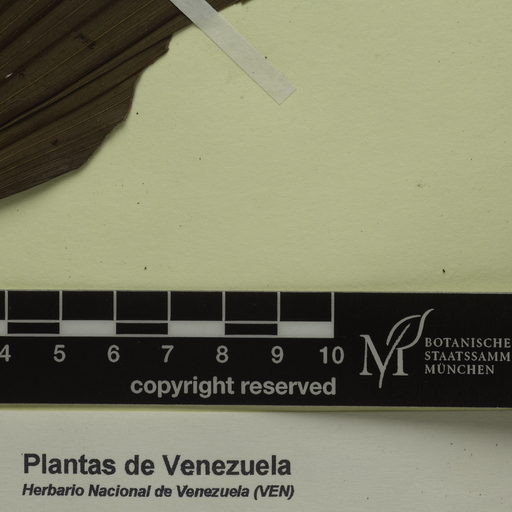 4 5 6 7 8 9 10
BOTANISCHE
STAATSSAMM
MÜNCHEN
copyright reserved
Plantas de Venezuela
Herbario Nacional de Venezuela (VEN)